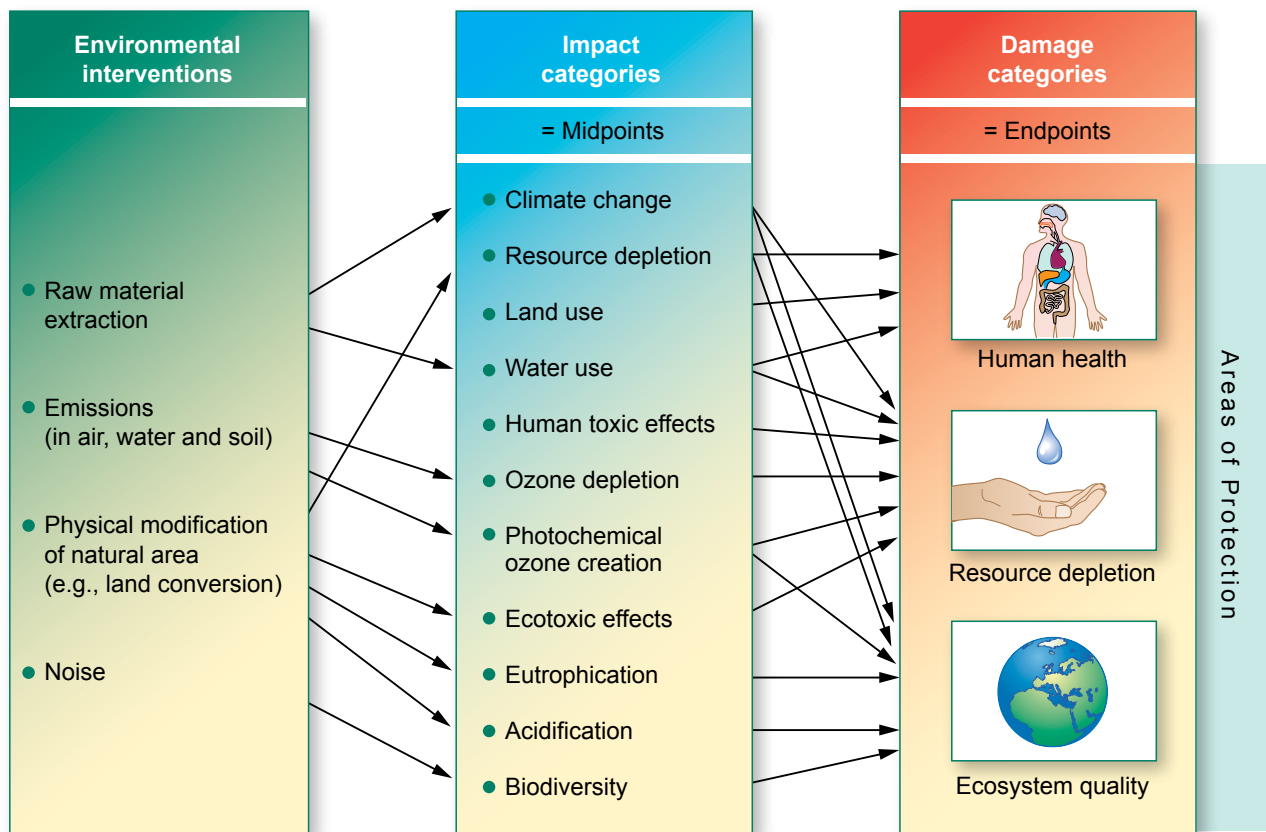 Environmental
interventions
Raw material
extraction
Emissions
(in air, water and soil)
Physical modification
of natural area
(e.g., land conversion)
Noise
Impact
categories
= Midpoints
Climate change
Resource depletion
Land use
Water use
Human toxic effects
Ozone depletion
Photochemical
ozone creation
Ecotoxic effects
Eutrophication
Acidification
Biodiversity
Damage
categories
= Endpoints
Human health
Resource depletion
Ecosystem quality
Areas of Protection